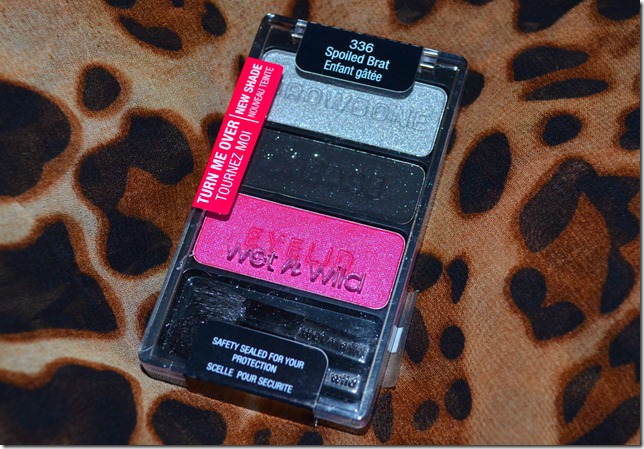 336
Spoiled Brat
Enfant gâtée
BROWBONE
TURN ME OVER | NEW SHADE
TOURNEZ MOI | NOUVEAU TEINTE
EYELID
wet n wild
SAFETY SEALED FOR YOUR
PROTECTION
SCELLE POUR SECURITE